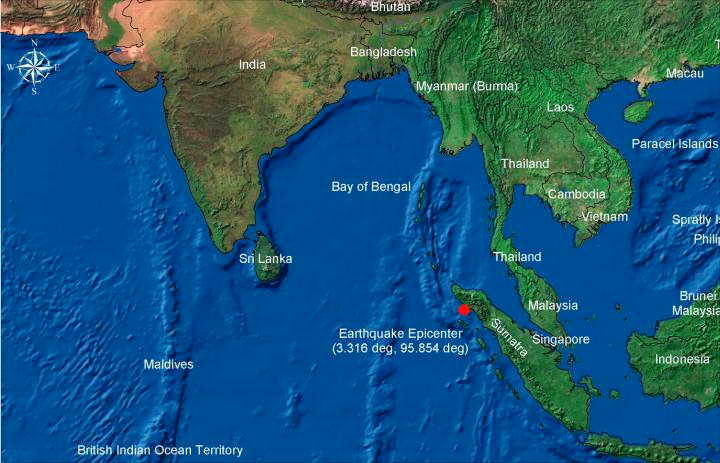 Bhutan
N
W E
S
India
Bangladesh
Myanmar (Burma)
Macau
Laos
Paracel Islands
Thailand
Bay of Bengal
Cambodia
Vietnam
Spratly Is
Philip
Sri Lanka
Thailand
Malaysia
Brunei
Malaysia
Earthquake Epicenter
(3.316 deg, 95.854 deg)
Sumatra
Singapore
Indonesia
Maldives
British Indian Ocean Territory